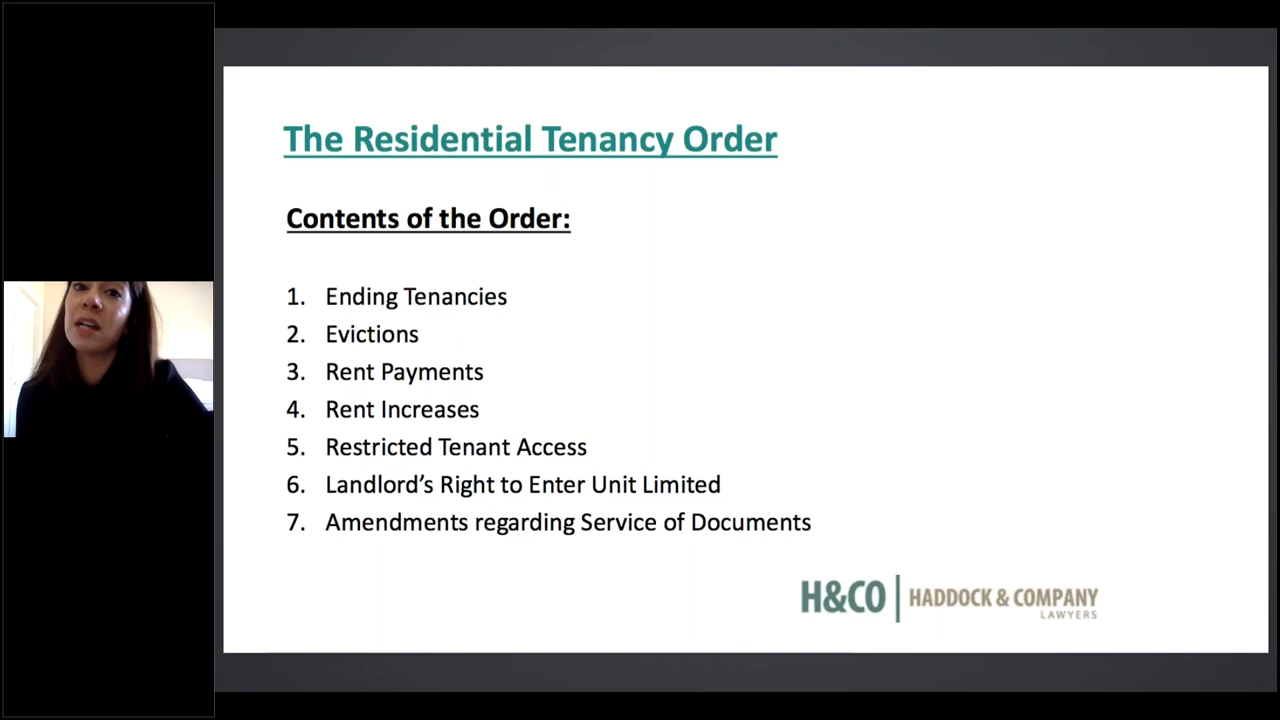 The Residential Tenancy Order
Contents of the Order:
1. Ending Tenancies
2. Evictions
3. Rent Payments
4. Rent Increases
5. Restricted Tenant Access
6. Landlord’s Right to Enter Unit Limited
7. Amendments regarding Service of Documents
H&CO HADDOCK & COMPANY
LAWYERS